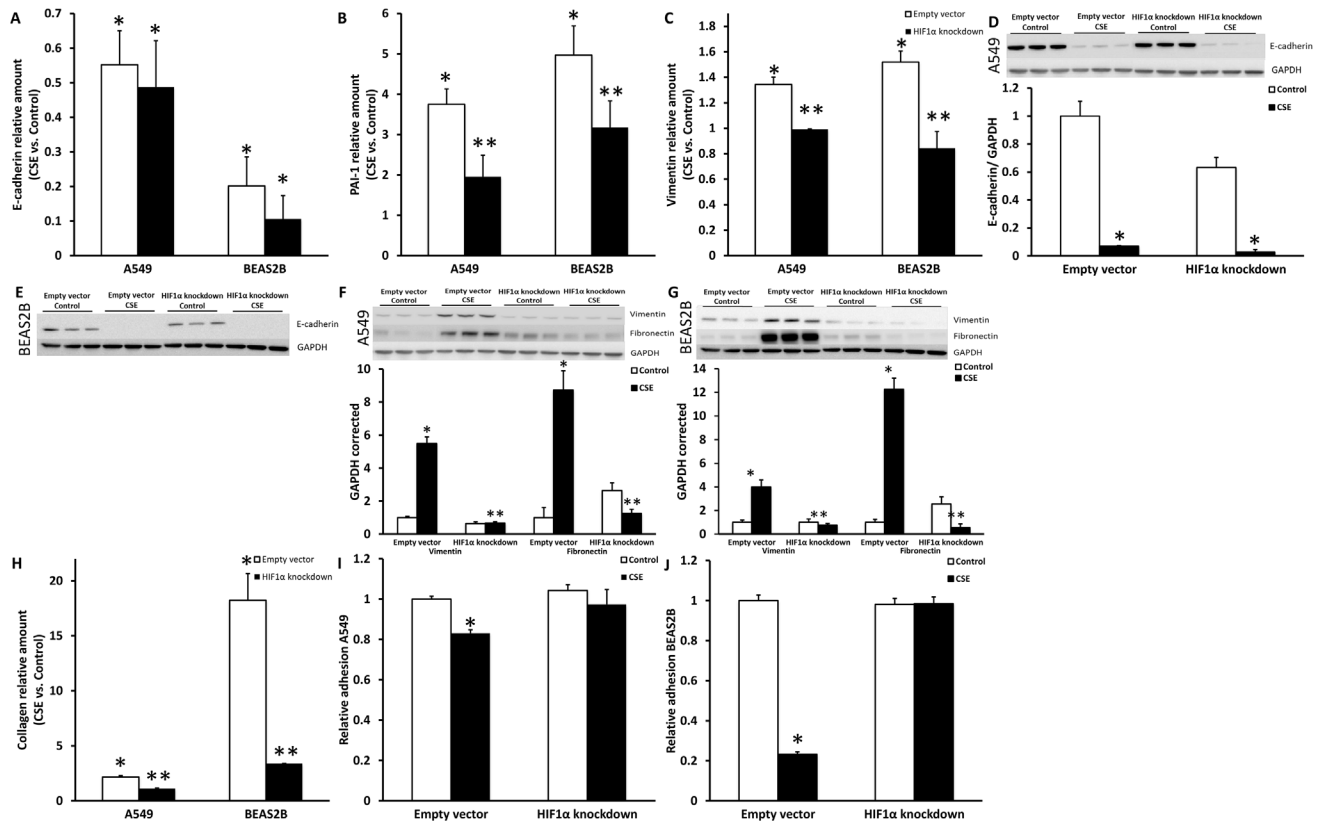 A
E-cadherin relative amount
(CSE vs. Control)
0.7
0.6
0.5
0.4
0.3
0.2
0.1
0
*
*
*
*
A549
BEAS2B
B
PAI-1 relative amount
(CSE vs. Control)
6
5
4
3
2
1
0
*
**
*
**
A549
BEAS2B
C
Empty vector
HIF1α knockdown
Vimentin relative amount
(CSE vs. Control)
1.8
1.6
1.4
1.2
1
0.8
0.6
0.4
0.2
0
*
**
*
**
A549
BEAS2B
D
A549
Empty vector
Control
Empty vector
CSE
HIF1α knockdown
Control
HIF1α knockdown
CSE
E-cadherin
GAPDH
Control
CSE
E-cadherin/ GAPDH
1.2
1
0.8
0.6
0.4
0.2
0
*
*
Empty vector
HIF1α knockdown
E
BEAS2B
Empty vector
Control
Empty vector
CSE
HIF1α knockdown
Control
HIF1α knockdown
CSE
E-cadherin
GAPDH
F
A549
Empty vector
Control
Empty vector
CSE
HIF1α knockdown
Control
HIF1α knockdown
CSE
Vimentin
Fibronectin
GAPDH
Control
CSE
GAPDH corrected
10
8
6
4
2
0
*
**
*
**
Empty vector
HIF1α knockdown
Empty vector
HIF1α knockdown
Vimentin
Fibronectin
G
BEAS2B
Empty vector
Control
Empty vector
CSE
HIF1α knockdown
Control
HIF1α knockdown
CSE
Vimentin
Fibronectin
GAPDH
Control
CSE
GAPDH corrected
14
12
10
8
6
4
2
0
*
**
*
**
Empty vector
HIF1α knockdown
Empty vector
HIF1α knockdown
Vimentin
Fibronectin
H
Empty vector
HIF1α knockdown
Collagen relative amount
(CSE vs. Control)
20
15
10
5
0
*
**
*
**
A549
BEAS2B
I
Control
CSE
Relative adhesion A549
1.2
1
0.8
0.6
0.4
0.2
0
*
Empty vector
HIF1α knockdown
J
Control
CSE
Relative adhesion BEAS2B
1.2
1
0.8
0.6
0.4
0.2
0
*
Empty vector
HIF1α knockdown